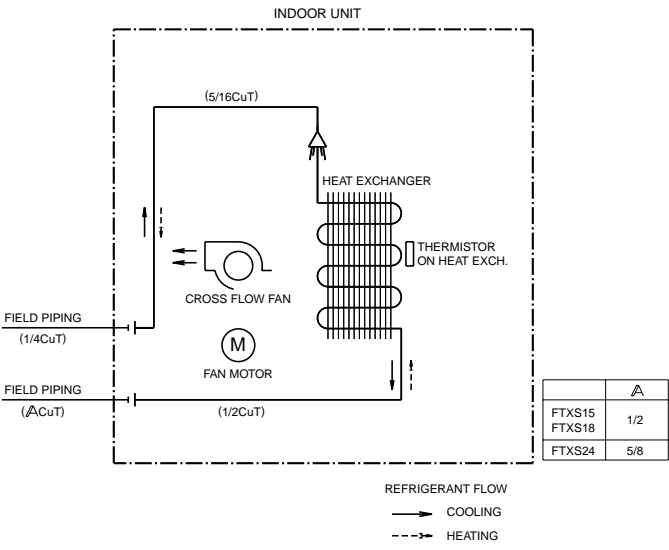 INDOOR UNIT
(5/16CuT)
HEAT EXCHANGER
THERMISTOR
ON HEAT EXCH.
CROSS FLOW FAN
FIELD PIPING
(1/4CuT)
M
FAN MOTOR
FIELD PIPING
(ACuT)
(1/2CuT)
A
FTXS15
FTXS18
1/2
FTXS24 5/8
REFRIGERANT FLOW
COOLING
HEATING